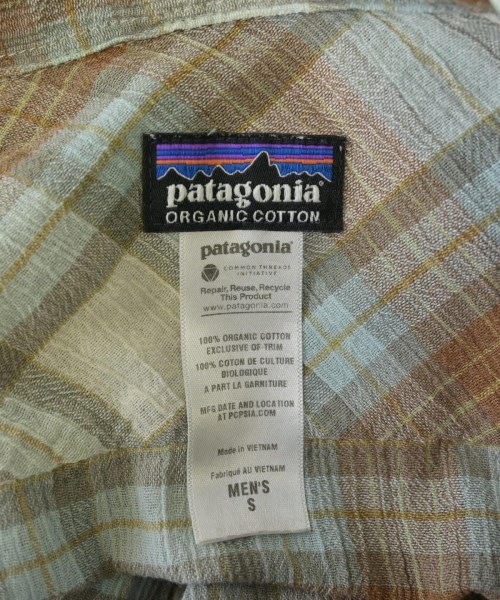 patagonia®
ORGANIC COTTON
patagonia®
COMMON THREADS
INITIATIVE
Repair, Reuse, Recycle
This Product
www.patagonia.com
100% ORGANIC COTTON
EXCLUSIVE OF TRIM
100% COTON DE CULTURE
BIOLOGIQUE
A PART LA GARNITURE
MFG DATE AND LOCATION
AT PCPSIA.COM
Made in VIETNAM
Fabriqué AU VIETNAM
MEN'S
S